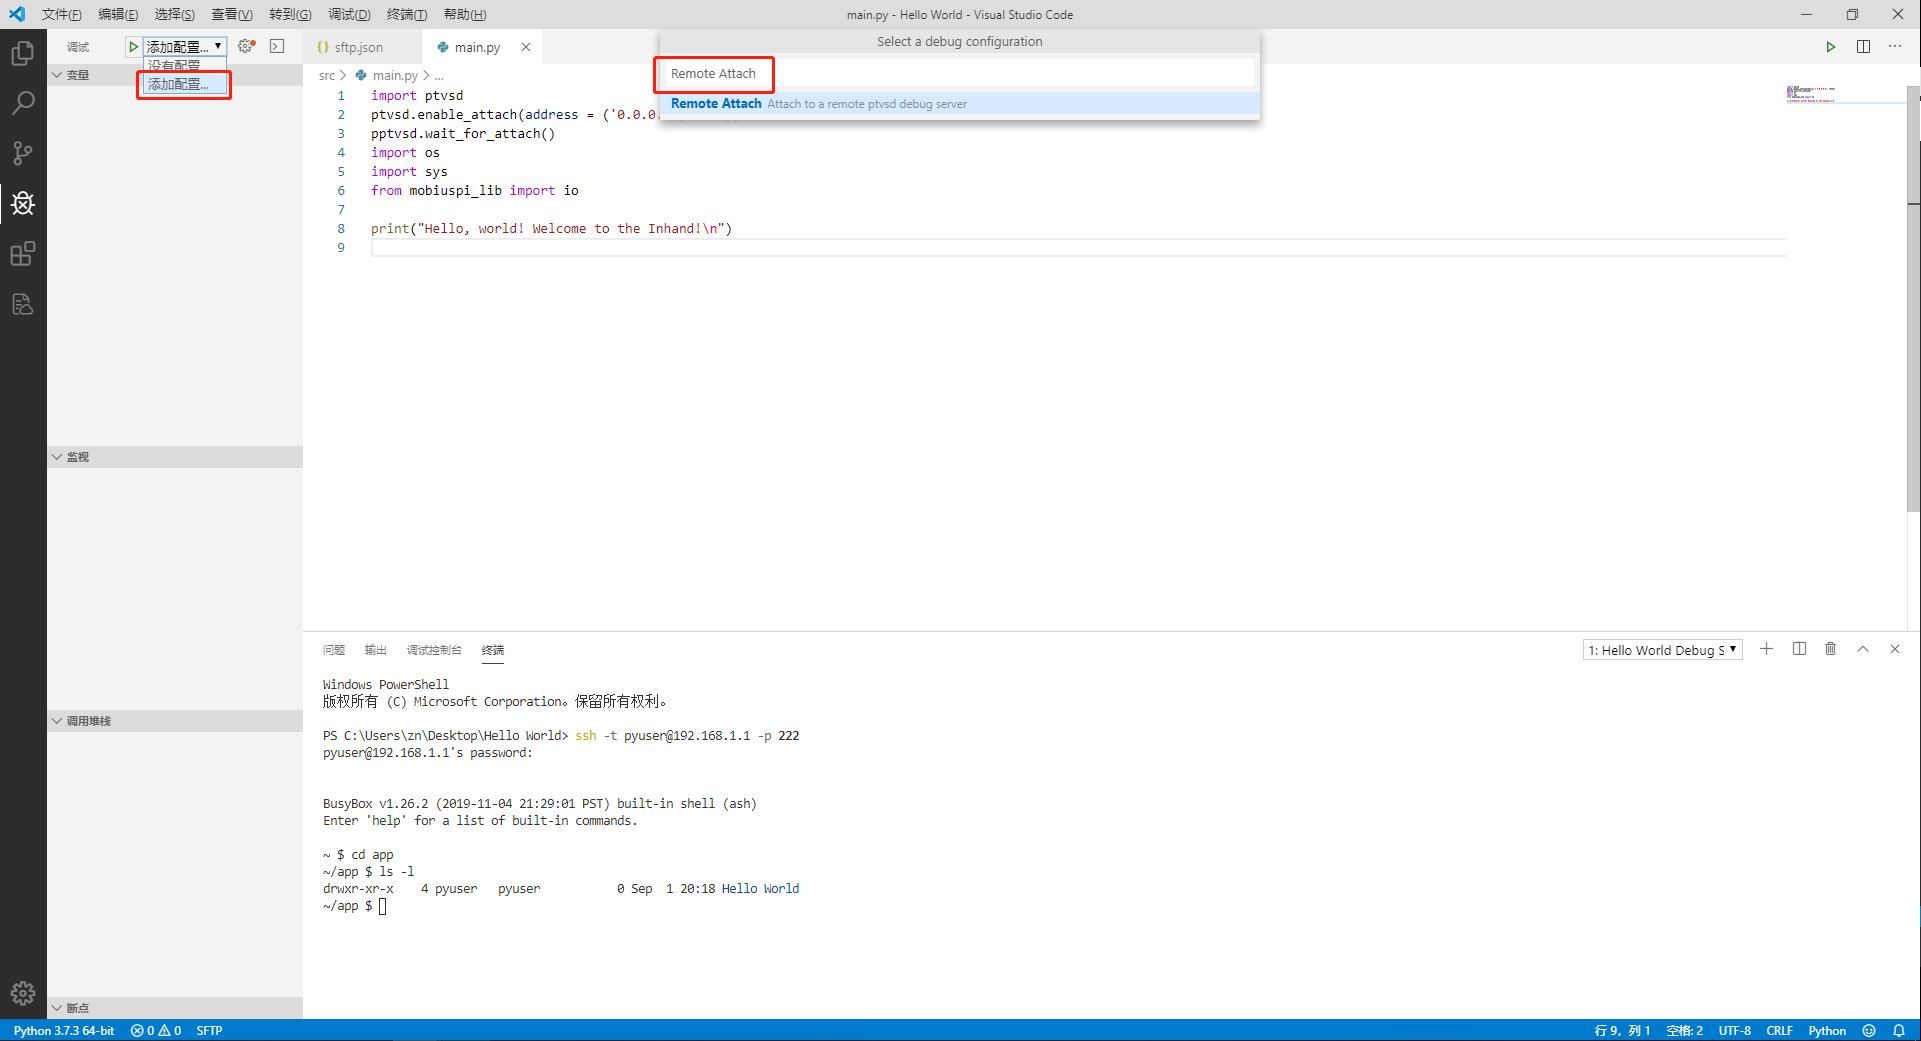 文件(F) 编辑(E) 选择(S) 查看(V) 转到(G) 调试(D) 终端(T) 帮助(H)
main.py - Hello World - Visual Studio Code
调试
添加配置...
没有配置
添加配置...
变量
监视
调用堆栈
断点
{} sftp.json
main.py
Select a debug configuration
Remote Attach
Remote Attach Attach to a remote ptvsd debug server
src > main.py > ...
1 import ptvsd
2 ptvsd.enable_attach(address = ('0.0.0.
3 pptvsd.wait_for_attach()
4 import os
5 import sys
6 from mobiuspi_lib import io
7
8 print("Hello, world! Welcome to the Inhand!\n")
9
问题 输出 调试控制台 终端
1: Hello World Debug S
Windows PowerShell
版权所有 (C) Microsoft Corporation。保留所有权利。
PS C:\Users\zn\Desktop\Hello World> ssh -t pyuser@192.168.1.1 -p 222
pyuser@192.168.1.1's password:
BusyBox v1.26.2 (2019-11-04 21:29:01 PST) built-in shell (ash)
Enter 'help' for a list of built-in commands.
~ $ cd app
~/app $ ls -l
drwxr-xr-x 4 pyuser pyuser 0 Sep 1 20:18 Hello World
~/app $
Python 3.7.3 64-bit 0 0 SFTP
行 9，列 1 空格: 2 UTF-8 CRLF Python